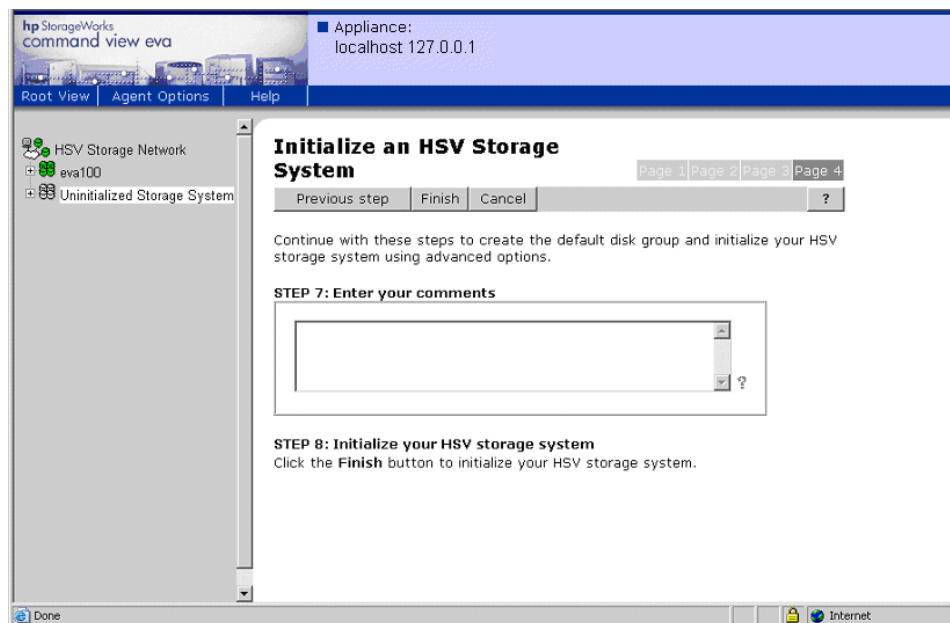 hp StorageWorks
command view eva
Appliance:
localhost 127.0.0.1
Root View Agent Options Help
HSV Storage Network
eva100
Uninitialized Storage System
Initialize an HSV Storage
System
Page 1 Page 2 Page 3 Page 4
Previous step Finish Cancel ?
Continue with these steps to create the default disk group and initialize your HSV
storage system using advanced options.
STEP 7: Enter your comments
?
STEP 8: Initialize your HSV storage system
Click the Finish button to initialize your HSV storage system.
Done Internet